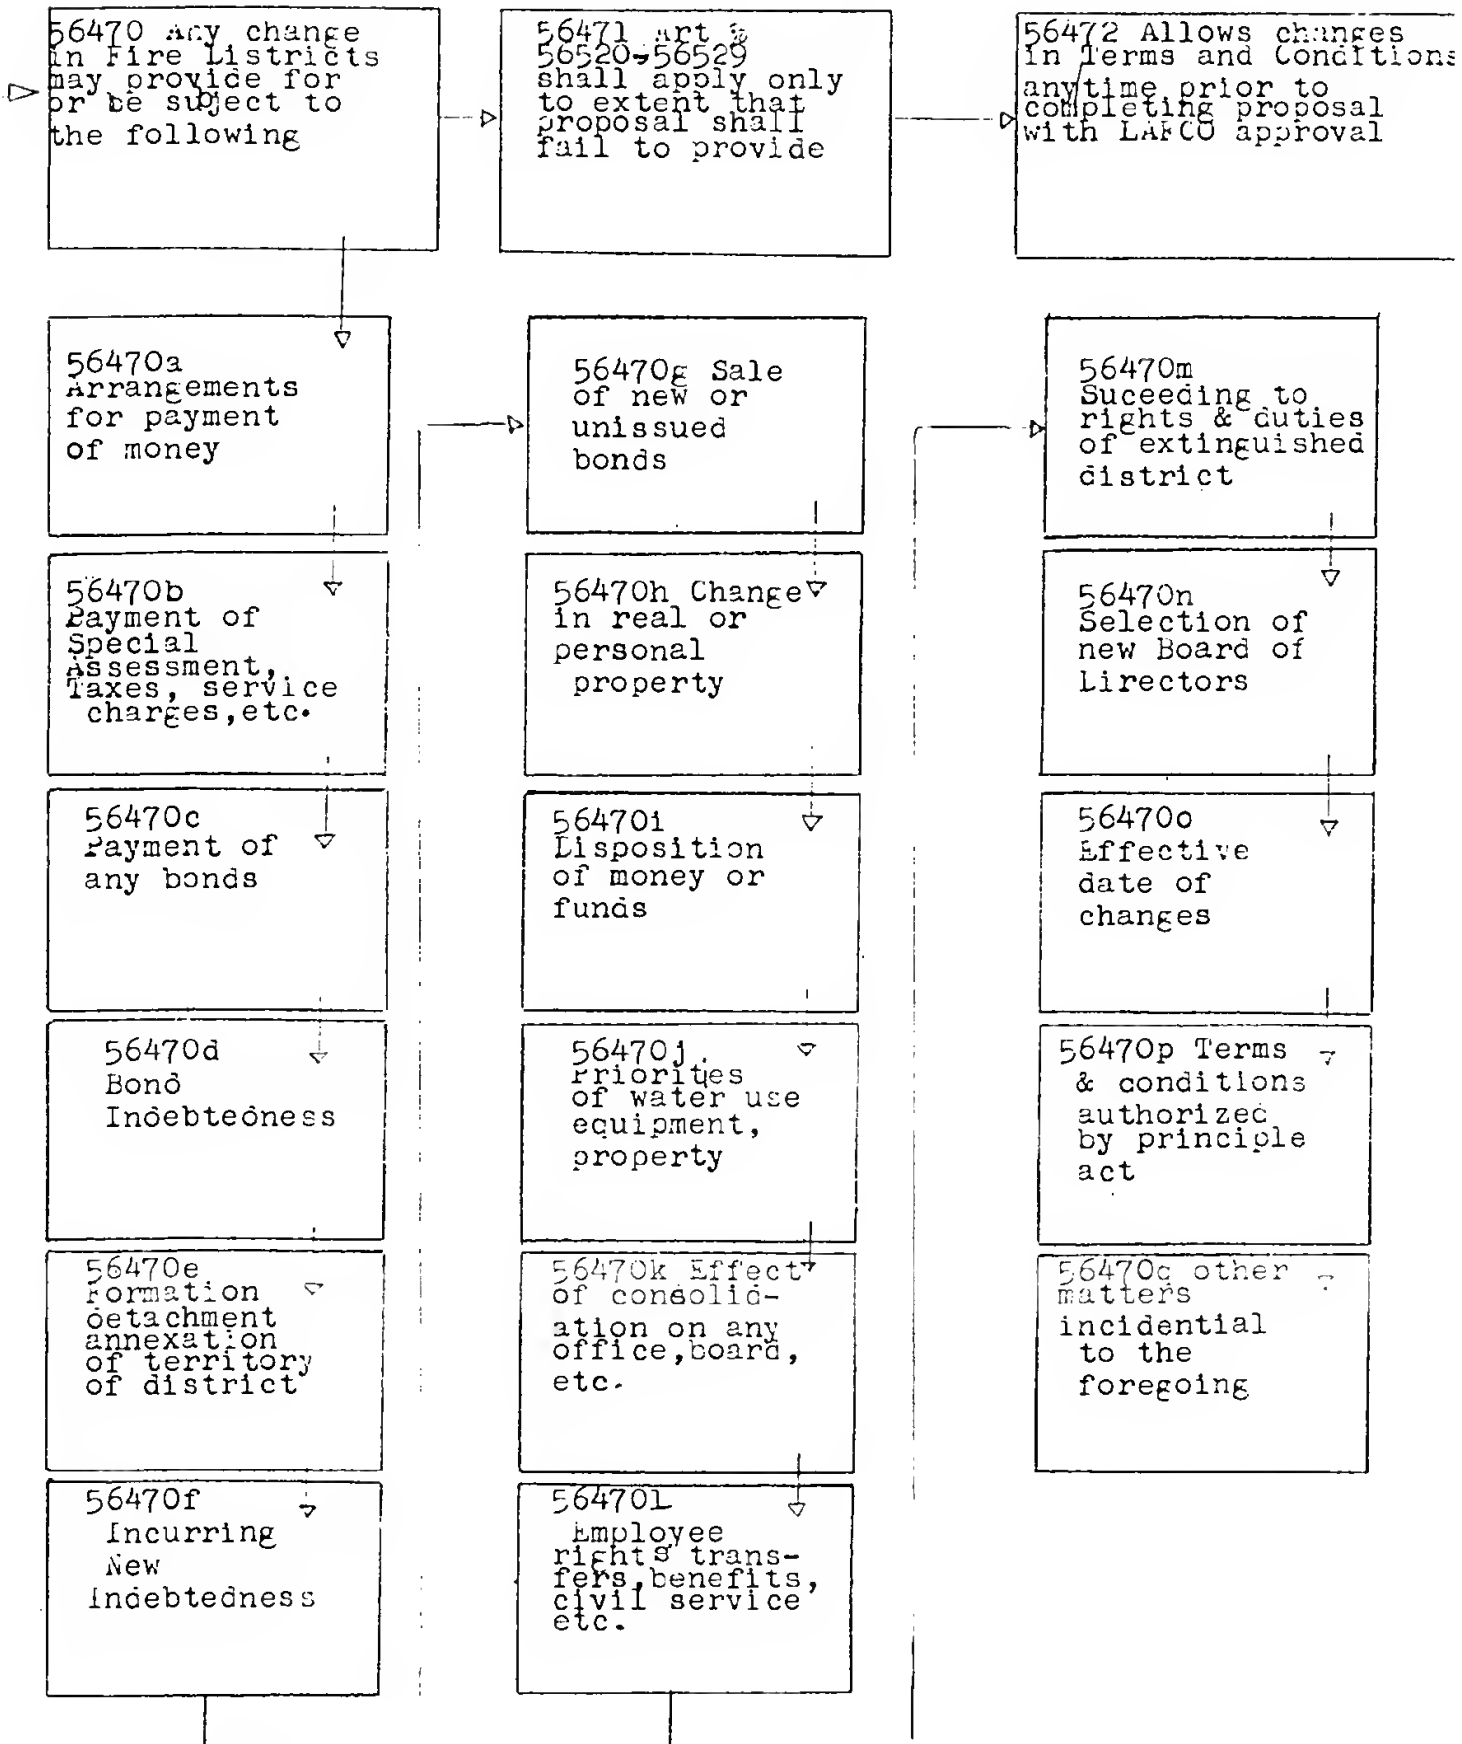 56470 Any change
in Fire Districts
may provide for
or be subject to
the following
56471 Art
56520-56529
shall apply only
to extent that
proposal shall
fail to provide
56472 Allows changes
in Terms and Conditions
anytime prior to
completing proposal
with LAFCO approval
56470a
Arrangements
for payment
of money
56470b
Payment of
Special
Assessment,
Taxes, service
charges,etc.
56470c
Payment of
any bonds
56470d
Bond
Indebtedness
56470e
Formation
detachment
annexation
of territory
of district
56470f
Incurring
New
indebtedness
56470g Sale
of new or
unissued
bonds
56470h Change
in real or
personal
property
56470i
Disposition
of money or
funds
56470j
Priorities
of water use
equipment,
property
56470k Effect
of consolid-
ation on any
office,board,
etc.
56470L
Employee
rights trans-
fers,benefits,
civil service
etc.
56470m
Suceeding to
rights & duties
of extinguished
district
56470n
Selection of
new Board of
Directors
56470o
Effective
date of
changes
56470p Terms
& conditions
authorized
by principle
act
56470q other
matters
incidential
to the
foregoing